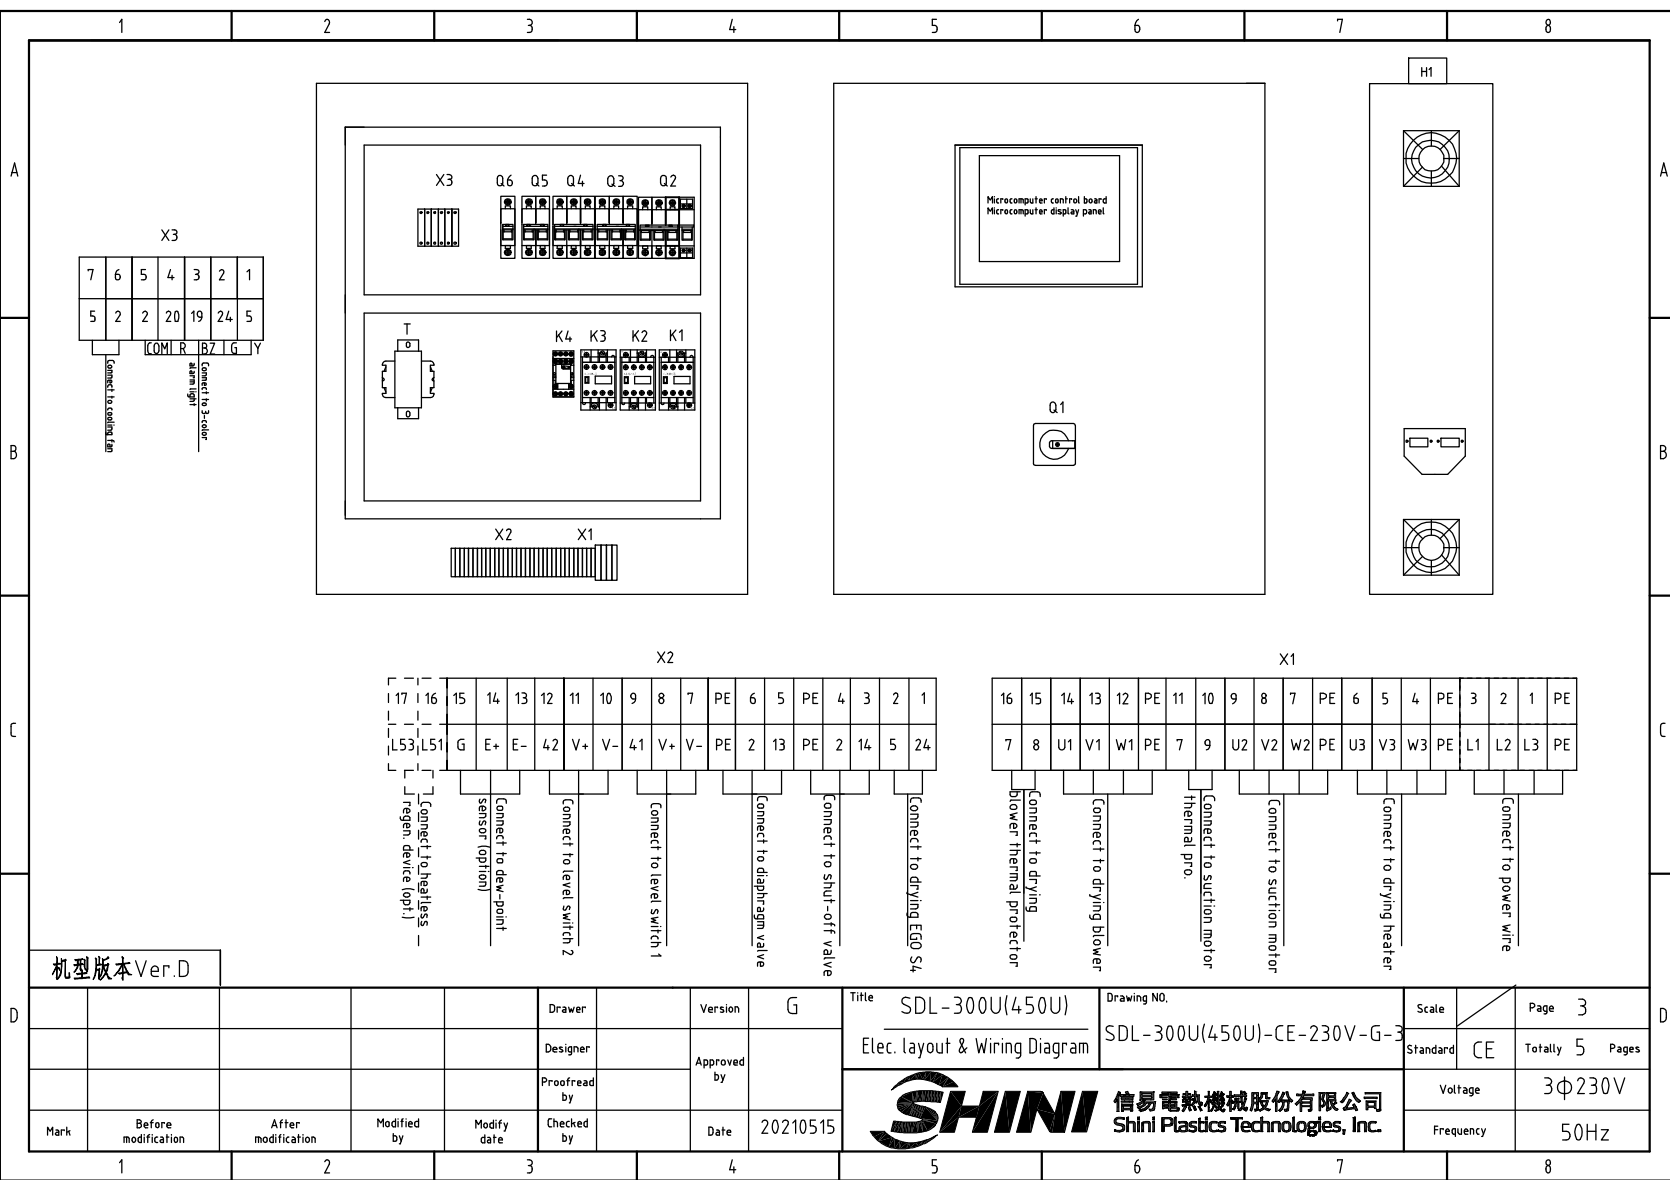 1 2 3 4 5 6 7 8
A A
B B
C C
D D
H1
X3 Q6 Q5 Q4 Q3 Q2
Microcomputer control board
Microcomputer display panel
X3
7 6 5 4 3 2 1
5 2 2 20 19 24 5
COM R BZ G Y
Connect to cooling fan
Connect to 3-color
alarm light
T
K4 K3 K2 K1
Q1
X2 X1
X2
17 16 15 14 13 12 11 10 9 8 7 PE 6 5 PE 4 3 2 1
L53 L51 G E+ E- 42 V+ V- 41 V+ V- PE 2 13 PE 2 14 5 24
Connect to heatless
regen. device (opt.)
Connect to dew-point
sensor (option)
Connect to level switch 2
Connect to level switch 1
Connect to diaphragm valve
Connect to shut-off valve
Connect to drying EGO S4
X1
16 15 14 13 12 PE 11 10 9 8 7 PE 6 5 4 PE 3 2 1 PE
7 8 U1 V1 W1 PE 7 9 U2 V2 W2 PE U3 V3 W3 PE L1 L2 L3 PE
Connect to drying
blower thermal protector
Connect to drying blower
Connect to suction motor
thermal pro.
Connect to suction motor
Connect to drying heater
Connect to power wire
机型版本Ver.D
Drawer
Designer
Proofread
by
Checked
by
Mark
Before
modification
After
modification
Modified
by
Modify
date
Version G
Approved
by
Date 20210515
Title SDL-300U(450U)
Elec. layout & Wiring Diagram
Drawing NO.
SDL-300U(450U)-CE-230V-G-3
Scale
Page 3
Standard CE
Totally 5 Pages
Voltage 3Φ230V
Frequency 50Hz
SHINI
信易電熱機械股份有限公司
Shini Plastics Technologies, Inc.
1 2 3 4 5 6 7 8